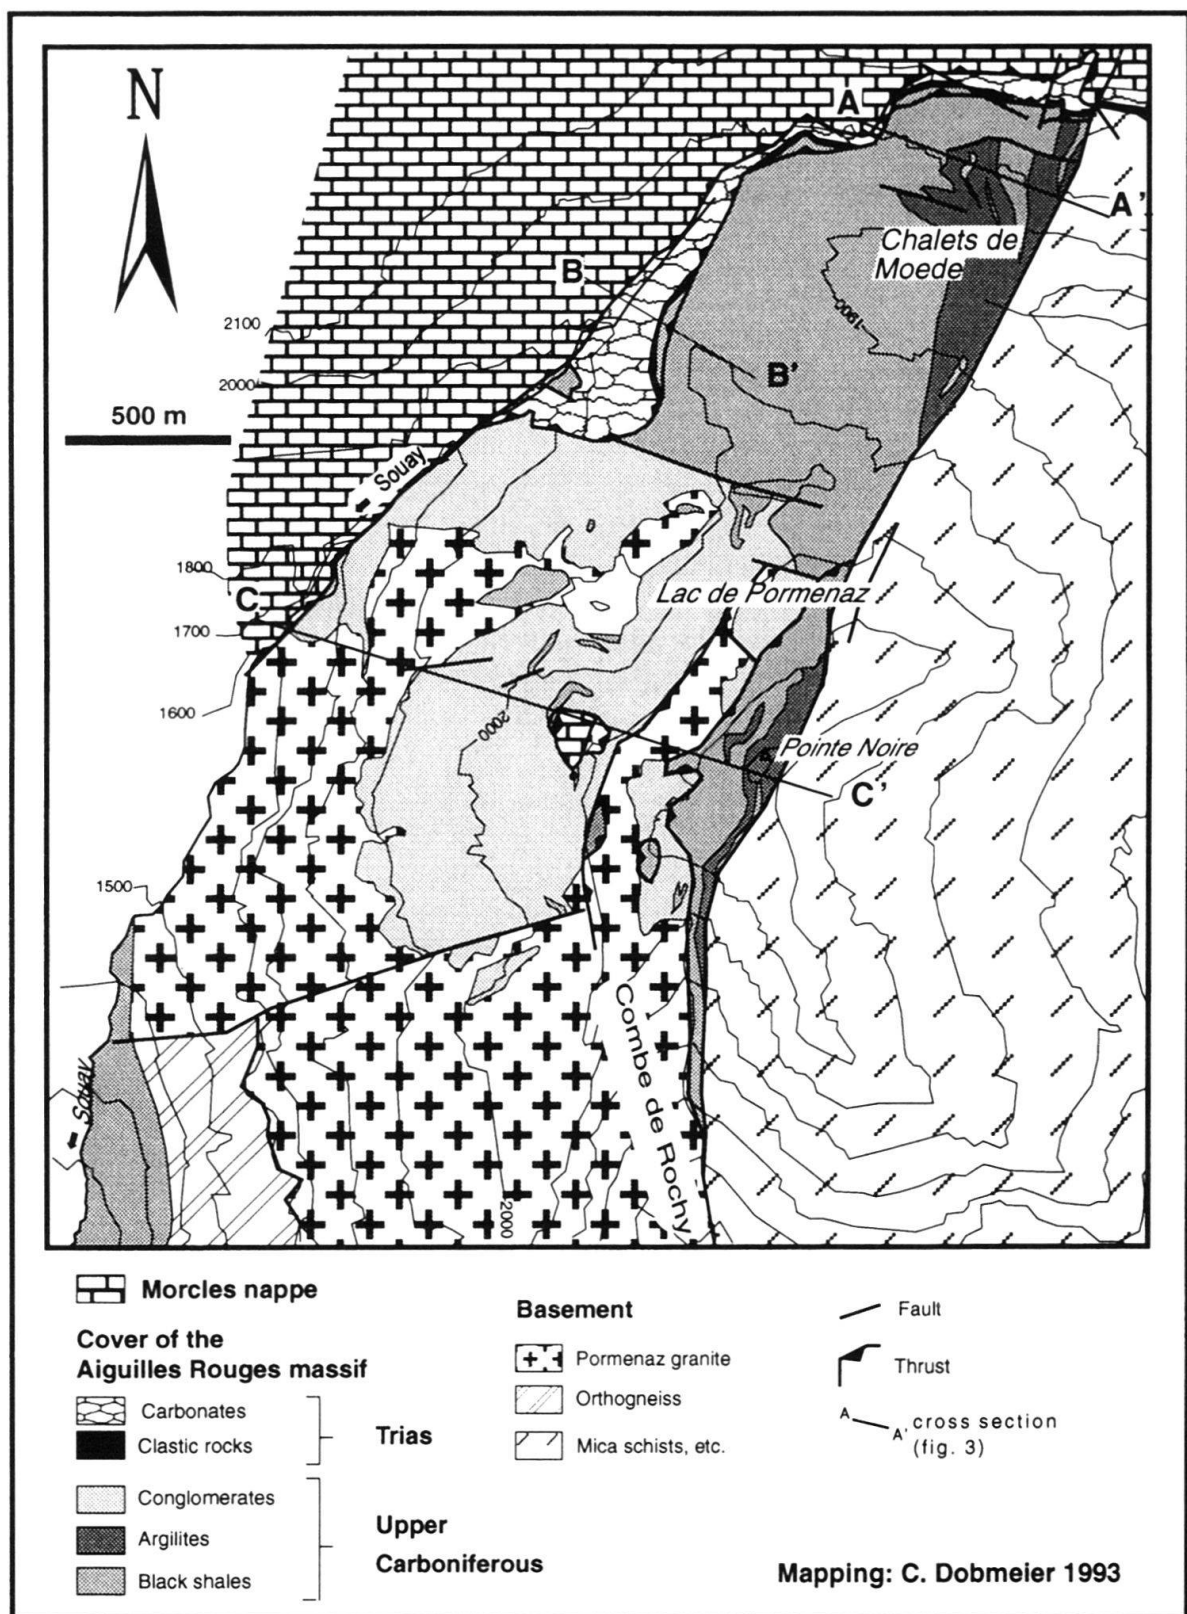 N
A
A'
Chalets de
Moede
B
1900
2100
B'
2000
500 m
Souay
1800
Lac de Pormenaz
C
1700
1600
2000
Pointe Noire
C'
1500
Combe de Rochy
Souay
2000
Morcles nappe
Cover of the
Aiguilles Rouges massif
Carbonates
Clastic rocks
Trias
Conglomerates
Argilites
Black shales
Upper
Carboniferous
Basement
Pormenaz granite
Orthogneiss
Mica schists, etc.
Fault
Thrust
A
A' cross section
(fig. 3)
Mapping: C. Dobmeier 1993